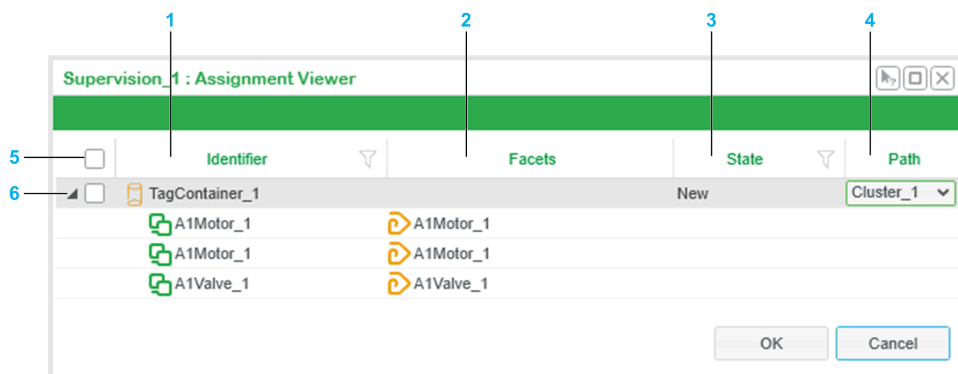 1 2 3 4
Supervision_1 : Assignment Viewer
5 Identifier Facets State Path
6 TagContainer_1 New Cluster_1
A1Motor_1 A1Motor_1
A1Motor_1 A1Motor_1
A1Valve_1 A1Valve_1
OK Cancel